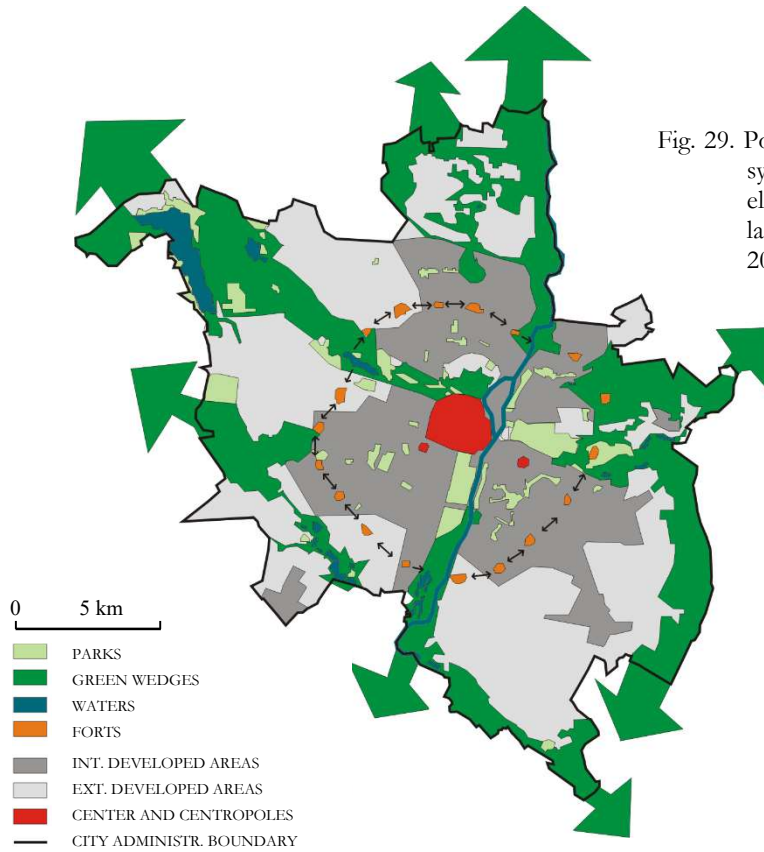 Fig. 29. Po
sy
el
la
20
0 5 km
PARKS
GREEN WEDGES
WATERS
FORTS
INT. DEVELOPED AREAS
EXT. DEVELOPED AREAS
CENTER AND CENTROPOLES
CITY ADMINISTR. BOUNDARY